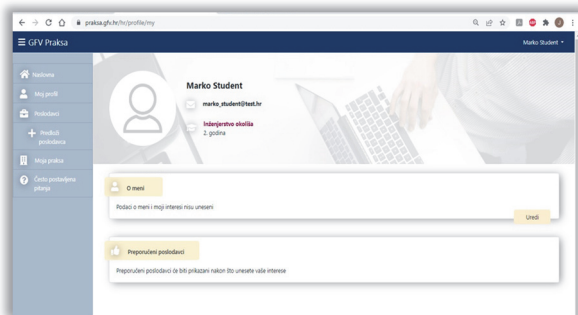 praksa.gfv.hr/hr/profile/my
GFV Praksa
Marko Student
Naslovna
Moj profil
Poslodavci
Predloži
poslodavca
Moja praksa
Često postavljena
pitanja
Marko Student
marko_student@test.hr
Inženjerstvo okoliša
2. godina
O meni
Podaci o meni i moji interesi nisu uneseni
Uredi
Preporučeni poslodavci
Preporučeni poslodavci će biti prikazani nakon što unesete vaše interese